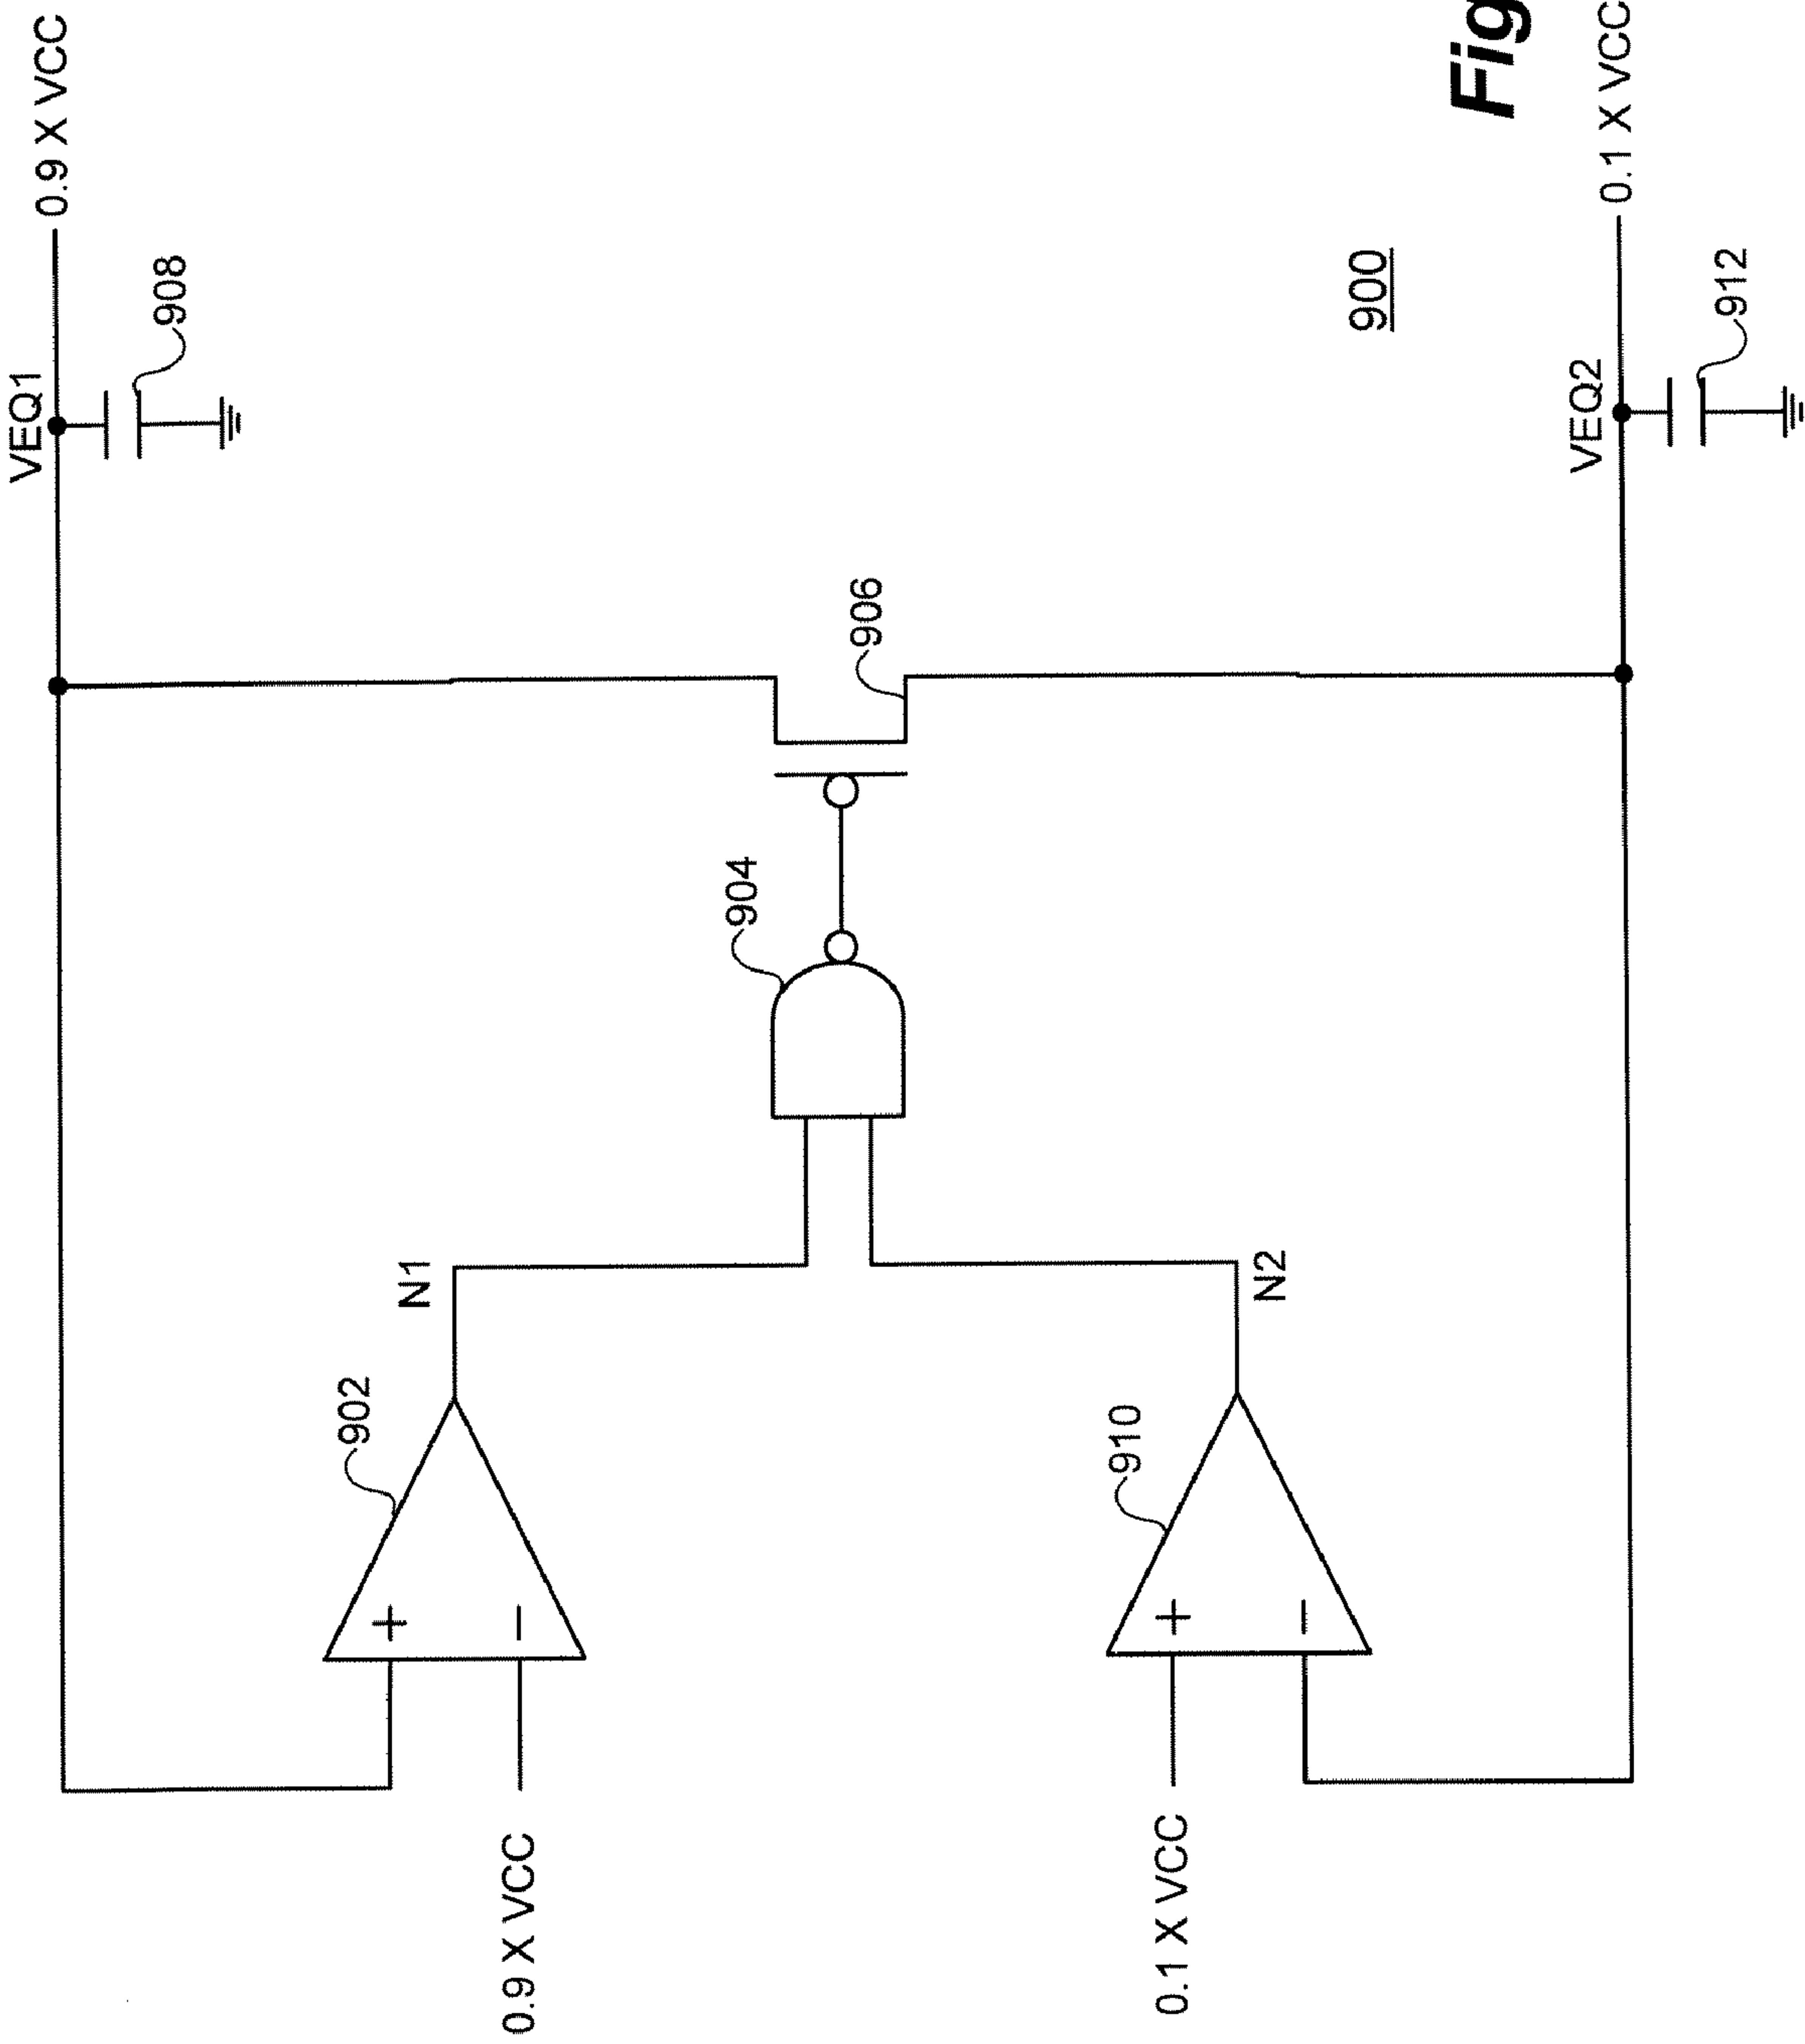 VEQ1
0.9 X VCC
908
902
N1
0.9 X VCC
+
−
904
906
900
Fig
910
N2
0.1 X VCC
+
−
VEQ2
0.1 X VCC
912